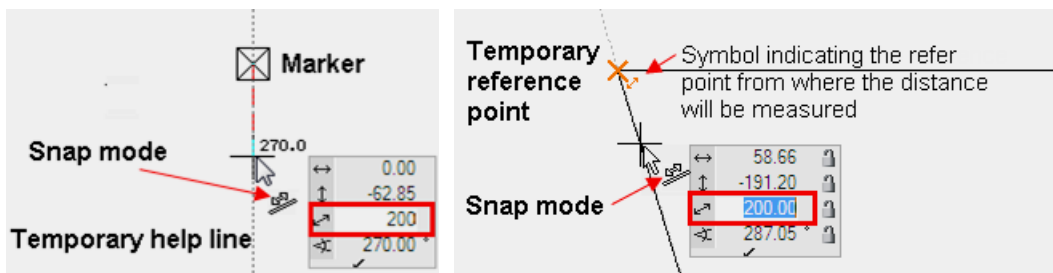 Marker
270.0
Snap mode
0.00
-62.85
200
Temporary help line
270.00 °
Temporary
reference
point
Symbol indicating the refer
point from where the distance
will be measured
58.66
-191.20
Snap mode
200.00
287.05 °